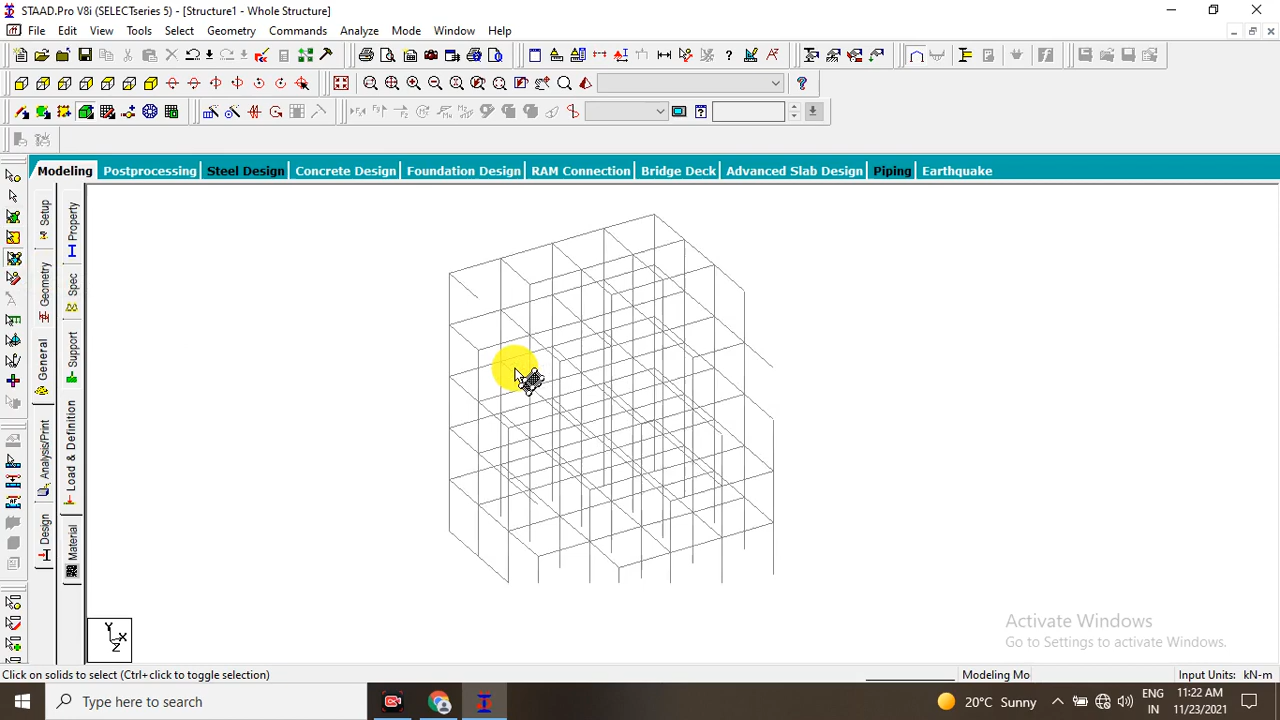 STAAD.Pro V8i (SELECTseries 5) - [Structure1 - Whole Structure]
File Edit View Tools Select Geometry Commands Analyze Mode Window Help
Modeling Postprocessing Steel Design Concrete Design Foundation Design RAM Connection Bridge Deck Advanced Slab Design Piping Earthquake
Setup
Geometry
General
Analysis/Print
Design
Property
Spec
Support
Load & Definition
Material
Y
X
Z
Activate Windows
Go to Settings to activate Windows.
Click on solids to select (Ctrl+click to toggle selection)
Modeling Mo
Input Units: kN-m
Type here to search
20°C Sunny
ENG
IN
11:22 AM
11/23/2021